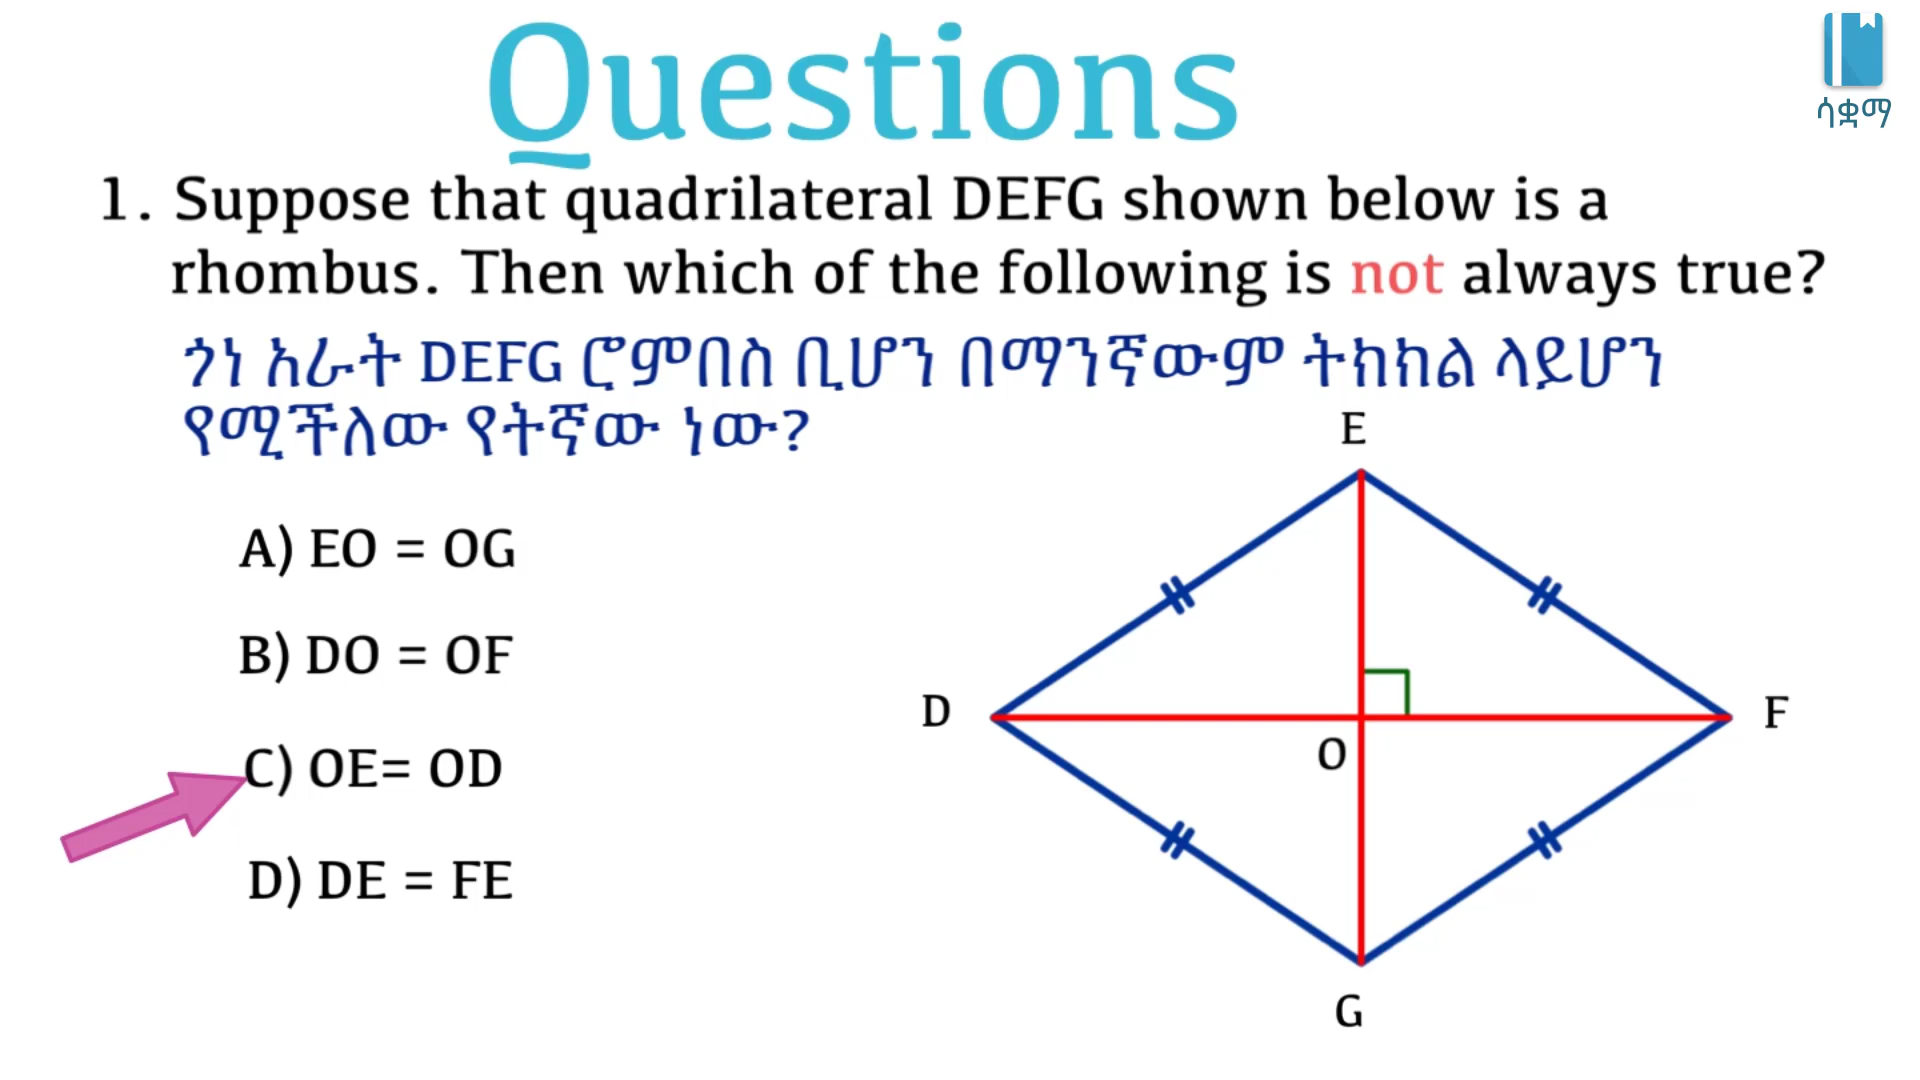 Questions
ሳቋማ
1. Suppose that quadrilateral DEFG shown below is a
rhombus. Then which of the following is not always true?
ጎነ አራት DEFG ሮምበስ ቢሆን በማንኛውም ትክክል ላይሆን
የሚችለው የትኛው ነው?
A) EO = OG
B) DO = OF
C) OE= OD
D) DE = FE
E
D
F
O
G